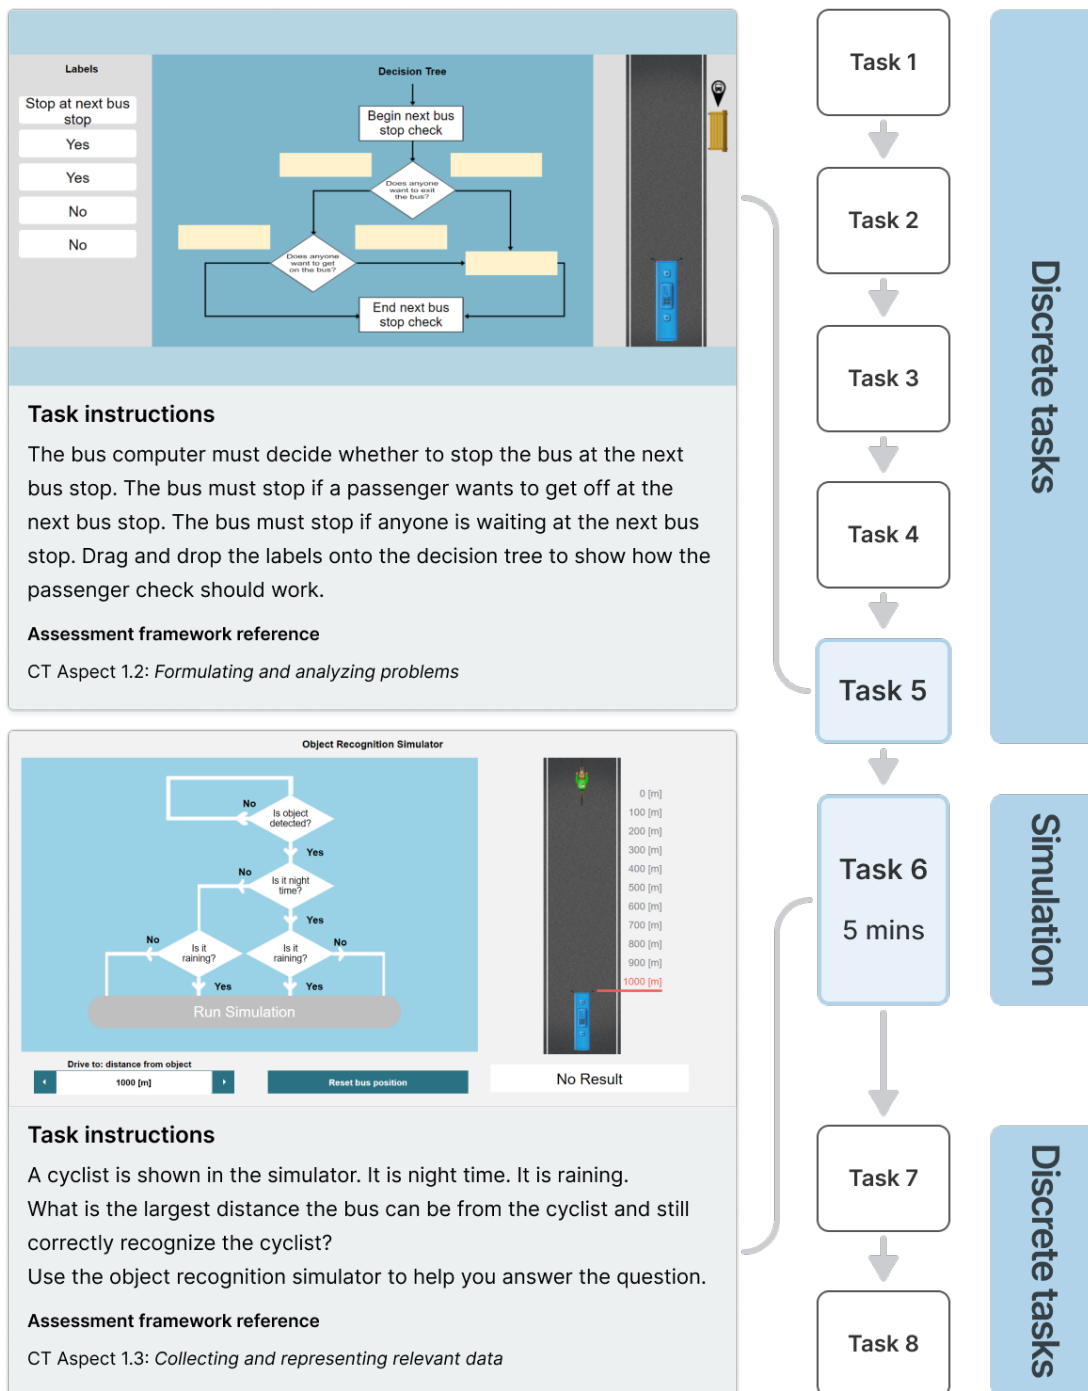 Labels
Stop at next bus
stop
Yes
Yes
No
No
Decision Tree
Begin next bus
stop check
Does anyone
want to exit
the bus?
Does anyone
want to get
on the bus?
End next bus
stop check
Task instructions
The bus computer must decide whether to stop the bus at the next
bus stop. The bus must stop if a passenger wants to get off at the
next bus stop. The bus must stop if anyone is waiting at the next bus
stop. Drag and drop the labels onto the decision tree to show how the
passenger check should work.
Assessment framework reference
CT Aspect 1.2: Formulating and analyzing problems
Object Recognition Simulator
No
Is object
detected?
Yes
No
Is it night
time?
Yes
No
Is it
raining?
Is it
raining?
No
Yes
Yes
Run Simulation
Drive to: distance from object
1000 [m]
Reset bus position
0 [m]
100 [m]
200 [m]
300 [m]
400 [m]
500 [m]
600 [m]
700 [m]
800 [m]
900 [m]
1000 [m]
No Result
Task instructions
A cyclist is shown in the simulator. It is night time. It is raining.
What is the largest distance the bus can be from the cyclist and still
correctly recognize the cyclist?
Use the object recognition simulator to help you answer the question.
Assessment framework reference
CT Aspect 1.3: Collecting and representing relevant data
Task 1
Task 2
Task 3
Task 4
Task 5
Task 6
5 mins
Task 7
Task 8
Discrete tasks
Simulation
Discrete tasks